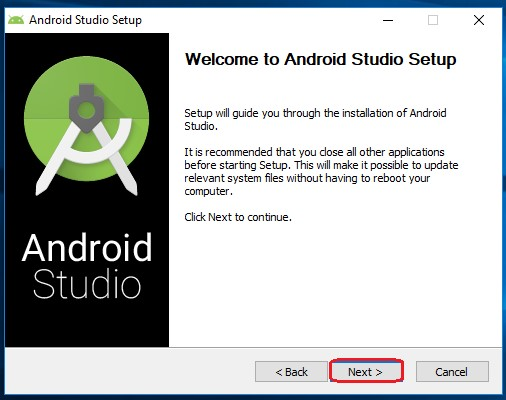 Android Studio Setup
Welcome to Android Studio Setup
Setup will guide you through the installation of Android
Studio.
It is recommended that you close all other applications
before starting Setup. This will make it possible to update
relevant system files without having to reboot your
computer.
Click Next to continue.
Android
Studio
< Back
Next >
Cancel